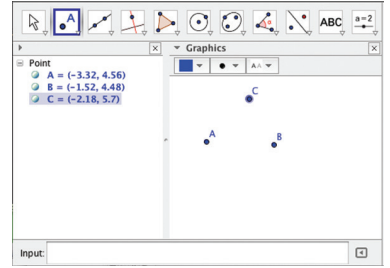 A
ABC
a=2
Graphics
Point
A = (-3.32, 4.56)
B = (-1.52, 4.48)
C = (-2.18, 5.7)
AA
C
A
B
Input: